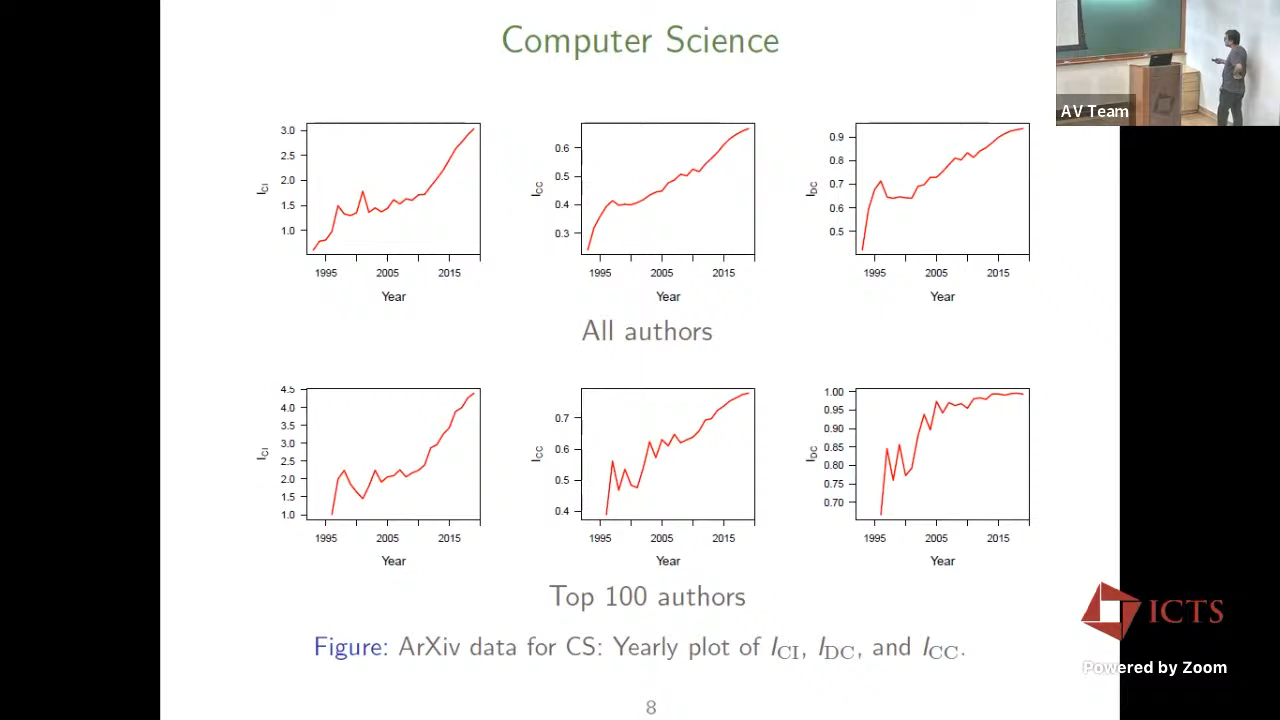 Computer Science
AV Team
3.0
2.5
2.0
1.5
1.0
I_CI
1995 2005 2015
Year
0.6
0.5
0.4
0.3
I_CC
1995 2005 2015
Year
0.9
0.8
0.7
0.6
0.5
I_DC
1995 2005 2015
Year
All authors
4.5
4.0
3.5
3.0
2.5
2.0
1.5
1.0
I_CI
1995 2005 2015
Year
0.7
0.6
0.5
0.4
I_CC
1995 2005 2015
Year
1.00
0.95
0.90
0.85
0.80
0.75
0.70
I_DC
1995 2005 2015
Year
Top 100 authors
Figure: ArXiv data for CS: Yearly plot of I_CI, I_DC, and I_CC.
ICTS
Powered by Zoom
8